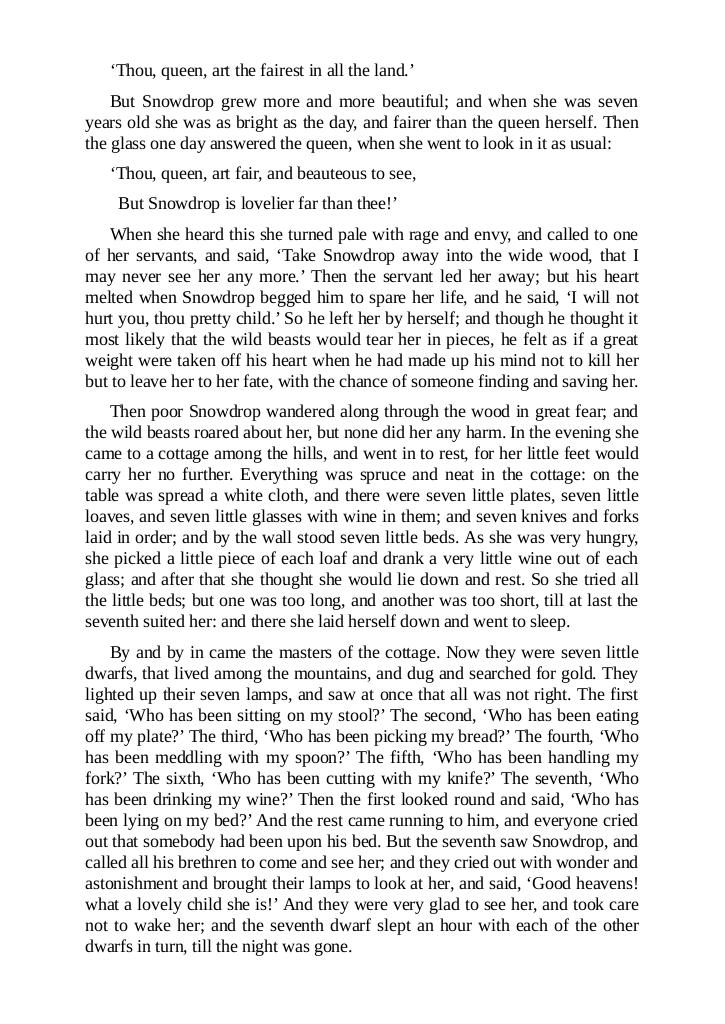 ‘Thou, queen, art the fairest in all the land.’
But Snowdrop grew more and more beautiful; and when she was seven
years old she was as bright as the day, and fairer than the queen herself. Then
the glass one day answered the queen, when she went to look in it as usual:
‘Thou, queen, art fair, and beauteous to see,
But Snowdrop is lovelier far than thee!’
When she heard this she turned pale with rage and envy, and called to one
of her servants, and said, ‘Take Snowdrop away into the wide wood, that I
may never see her any more.’ Then the servant led her away; but his heart
melted when Snowdrop begged him to spare her life, and he said, ‘I will not
hurt you, thou pretty child.’ So he left her by herself; and though he thought it
most likely that the wild beasts would tear her in pieces, he felt as if a great
weight were taken off his heart when he had made up his mind not to kill her
but to leave her to her fate, with the chance of someone finding and saving her.
Then poor Snowdrop wandered along through the wood in great fear; and
the wild beasts roared about her, but none did her any harm. In the evening she
came to a cottage among the hills, and went in to rest, for her little feet would
carry her no further. Everything was spruce and neat in the cottage: on the
table was spread a white cloth, and there were seven little plates, seven little
loaves, and seven little glasses with wine in them; and seven knives and forks
laid in order; and by the wall stood seven little beds. As she was very hungry,
she picked a little piece of each loaf and drank a very little wine out of each
glass; and after that she thought she would lie down and rest. So she tried all
the little beds; but one was too long, and another was too short, till at last the
seventh suited her: and there she laid herself down and went to sleep.
By and by in came the masters of the cottage. Now they were seven little
dwarfs, that lived among the mountains, and dug and searched for gold. They
lighted up their seven lamps, and saw at once that all was not right. The first
said, ‘Who has been sitting on my stool?’ The second, ‘Who has been eating
off my plate?’ The third, ‘Who has been picking my bread?’ The fourth, ‘Who
has been meddling with my spoon?’ The fifth, ‘Who has been handling my
fork?’ The sixth, ‘Who has been cutting with my knife?’ The seventh, ‘Who
has been drinking my wine?’ Then the first looked round and said, ‘Who has
been lying on my bed?’ And the rest came running to him, and everyone cried
out that somebody had been upon his bed. But the seventh saw Snowdrop, and
called all his brethren to come and see her; and they cried out with wonder and
astonishment and brought their lamps to look at her, and said, ‘Good heavens!
what a lovely child she is!’ And they were very glad to see her, and took care
not to wake her; and the seventh dwarf slept an hour with each of the other
dwarfs in turn, till the night was gone.